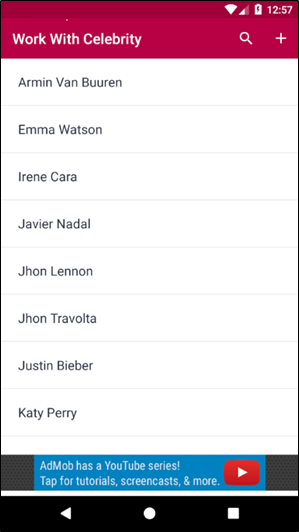 12:57
Work With Celebrity
Armin Van Buuren
Emma Watson
Irene Cara
Javier Nadal
Jhon Lennon
Jhon Travolta
Justin Bieber
Katy Perry
AdMob has a YouTube series!
Tap for tutorials, screencasts, & more.